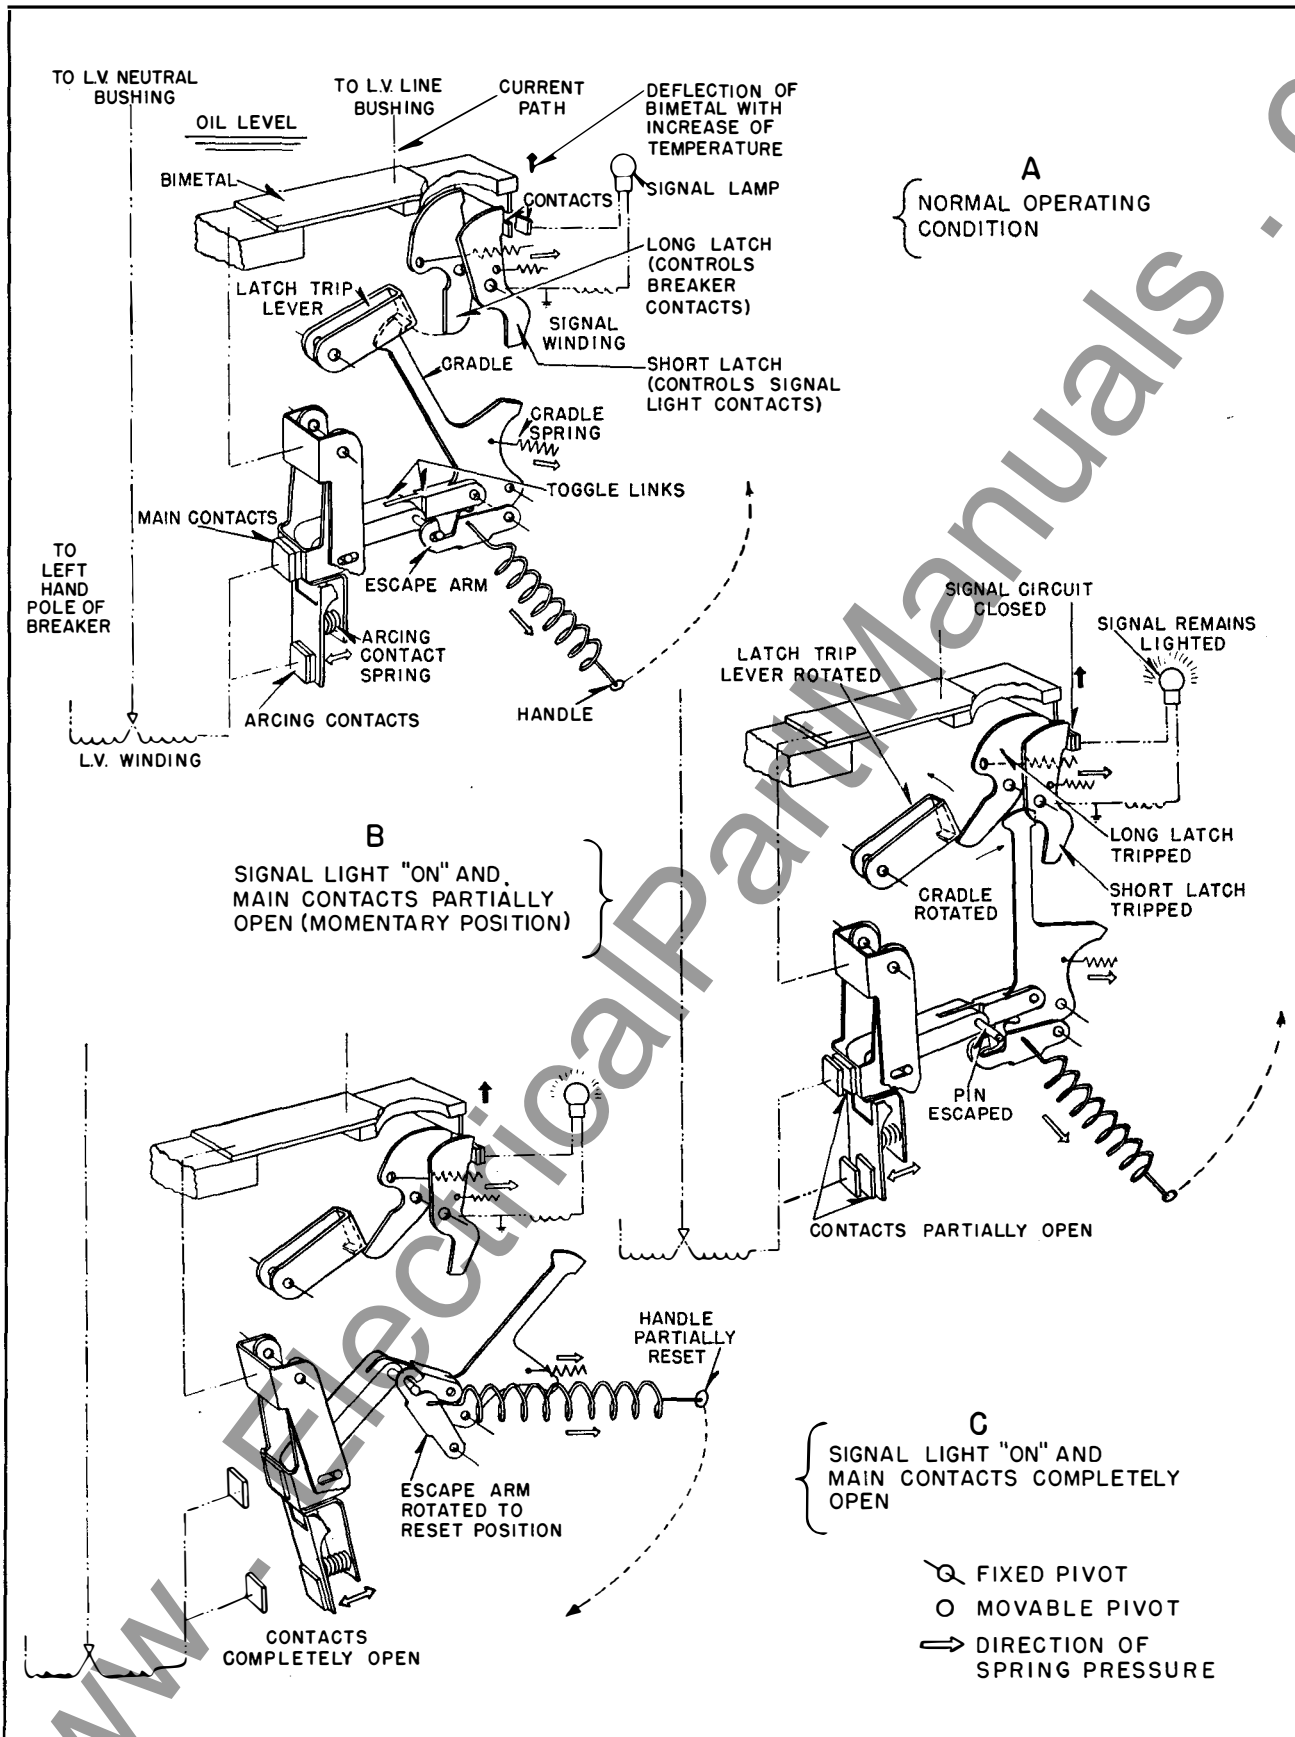 TO L.V. NEUTRAL
BUSHING
OIL LEVEL
TO L.V. LINE
BUSHING
CURRENT
PATH
DEFLECTION OF
BIMETAL WITH
INCREASE OF
TEMPERATURE
BIMETAL
CONTACTS
SIGNAL LAMP
A
NORMAL OPERATING
CONDITION
LATCH TRIP
LEVER
LONG LATCH
(CONTROLS
BREAKER
CONTACTS)
SIGNAL
WINDING
CRADLE
SHORT LATCH
(CONTROLS SIGNAL
LIGHT CONTACTS)
CRADLE
SPRING
TOGGLE LINKS
MAIN CONTACTS
TO
LEFT
HAND
POLE OF
BREAKER
ESCAPE ARM
ARCING
CONTACT
SPRING
ARCING CONTACTS
HANDLE
L.V. WINDING
SIGNAL CIRCUIT
CLOSED
SIGNAL REMAINS
LIGHTED
LATCH TRIP
LEVER ROTATED
B
SIGNAL LIGHT "ON" AND.
MAIN CONTACTS PARTIALLY
OPEN (MOMENTARY POSITION)
LONG LATCH
TRIPPED
SHORT LATCH
TRIPPED
CRADLE
ROTATED
PIN
ESCAPED
CONTACTS PARTIALLY OPEN
HANDLE
PARTIALLY
RESET
ESCAPE ARM
ROTATED TO
RESET POSITION
C
SIGNAL LIGHT "ON" AND
MAIN CONTACTS COMPLETELY
OPEN
CONTACTS
COMPLETELY OPEN
FIXED PIVOT
MOVABLE PIVOT
DIRECTION OF
SPRING PRESSURE
www. ElectricalPartManuals . c